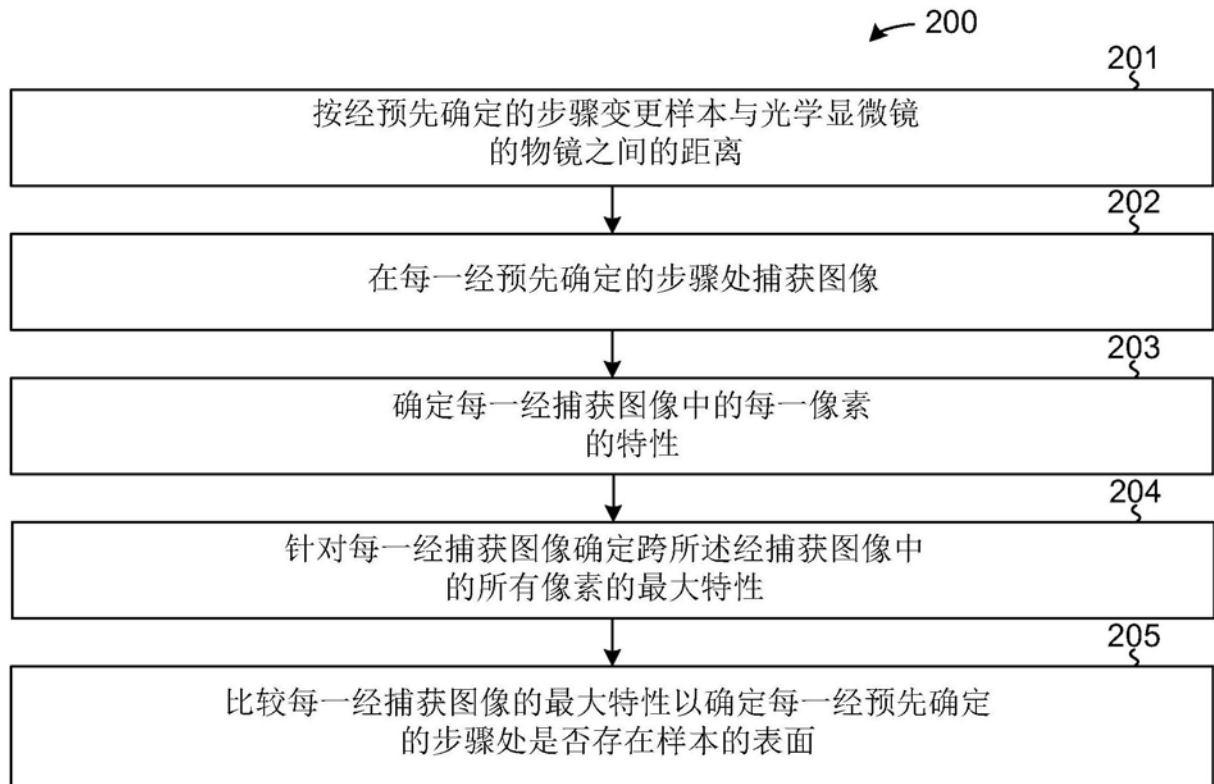 200
201
按经预先确定的步骤变更样本与光学显微镜
的物镜之间的距离
202
在每一经预先确定的步骤处捕获图像
203
确定每一经捕获图像中的每一像素
的特性
204
针对每一经捕获图像确定跨所述经捕获图像中
的所有像素的最大特性
205
比较每一经捕获图像的最大特性以确定每一经预先确定
的步骤处是否存在样本的表面